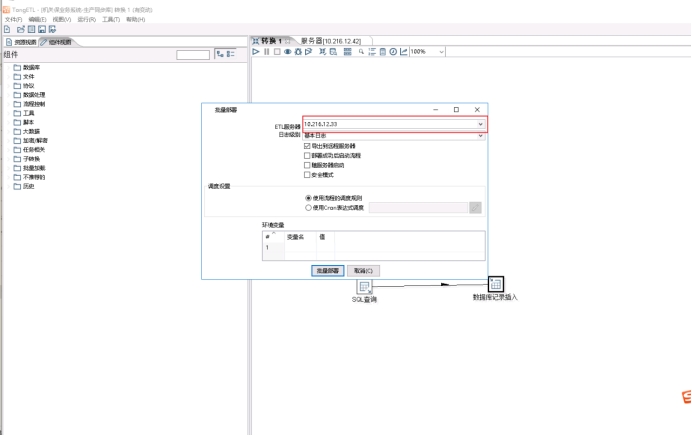 TengETL - [机房课业务系统-生产同步库] 转换 1 (有变动)
文件(F) 编辑(E) 视图(V) 运行(R) 工具(T) 帮助(H)
资源视图 组件视图
转换 1 服务器[10.216.12.42]
100%
组件
数据库
文件
协议
数据处理
流程控制
工具
脚本
大数据
加密/解密
任务相关
子转换
批量加载
不推荐的
历史
批量部署
ETL服务器 10.216.12.33
日志级别 基本日志
导出到远程服务器
部署成功后启动流程
随服务器启动
安全模式
调度设置
使用流程的调度规则
使用Cron表达式调度
环境变量
# 变量名 值
1
批量部署 取消(C)
SQL查询
数据库记录插入